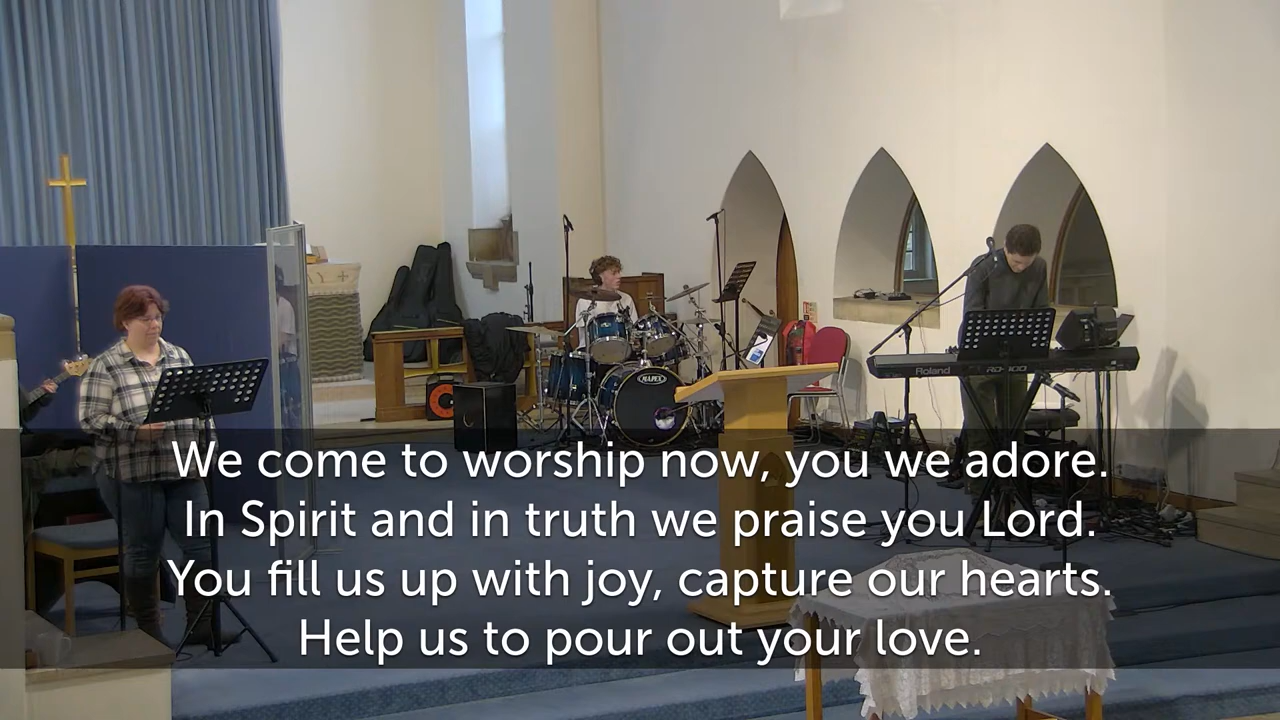 MAPEX
Roland
RD-100
We come to worship now, you we adore.
In Spirit and in truth we praise you Lord.
You fill us up with joy, capture our hearts.
Help us to pour out your love.